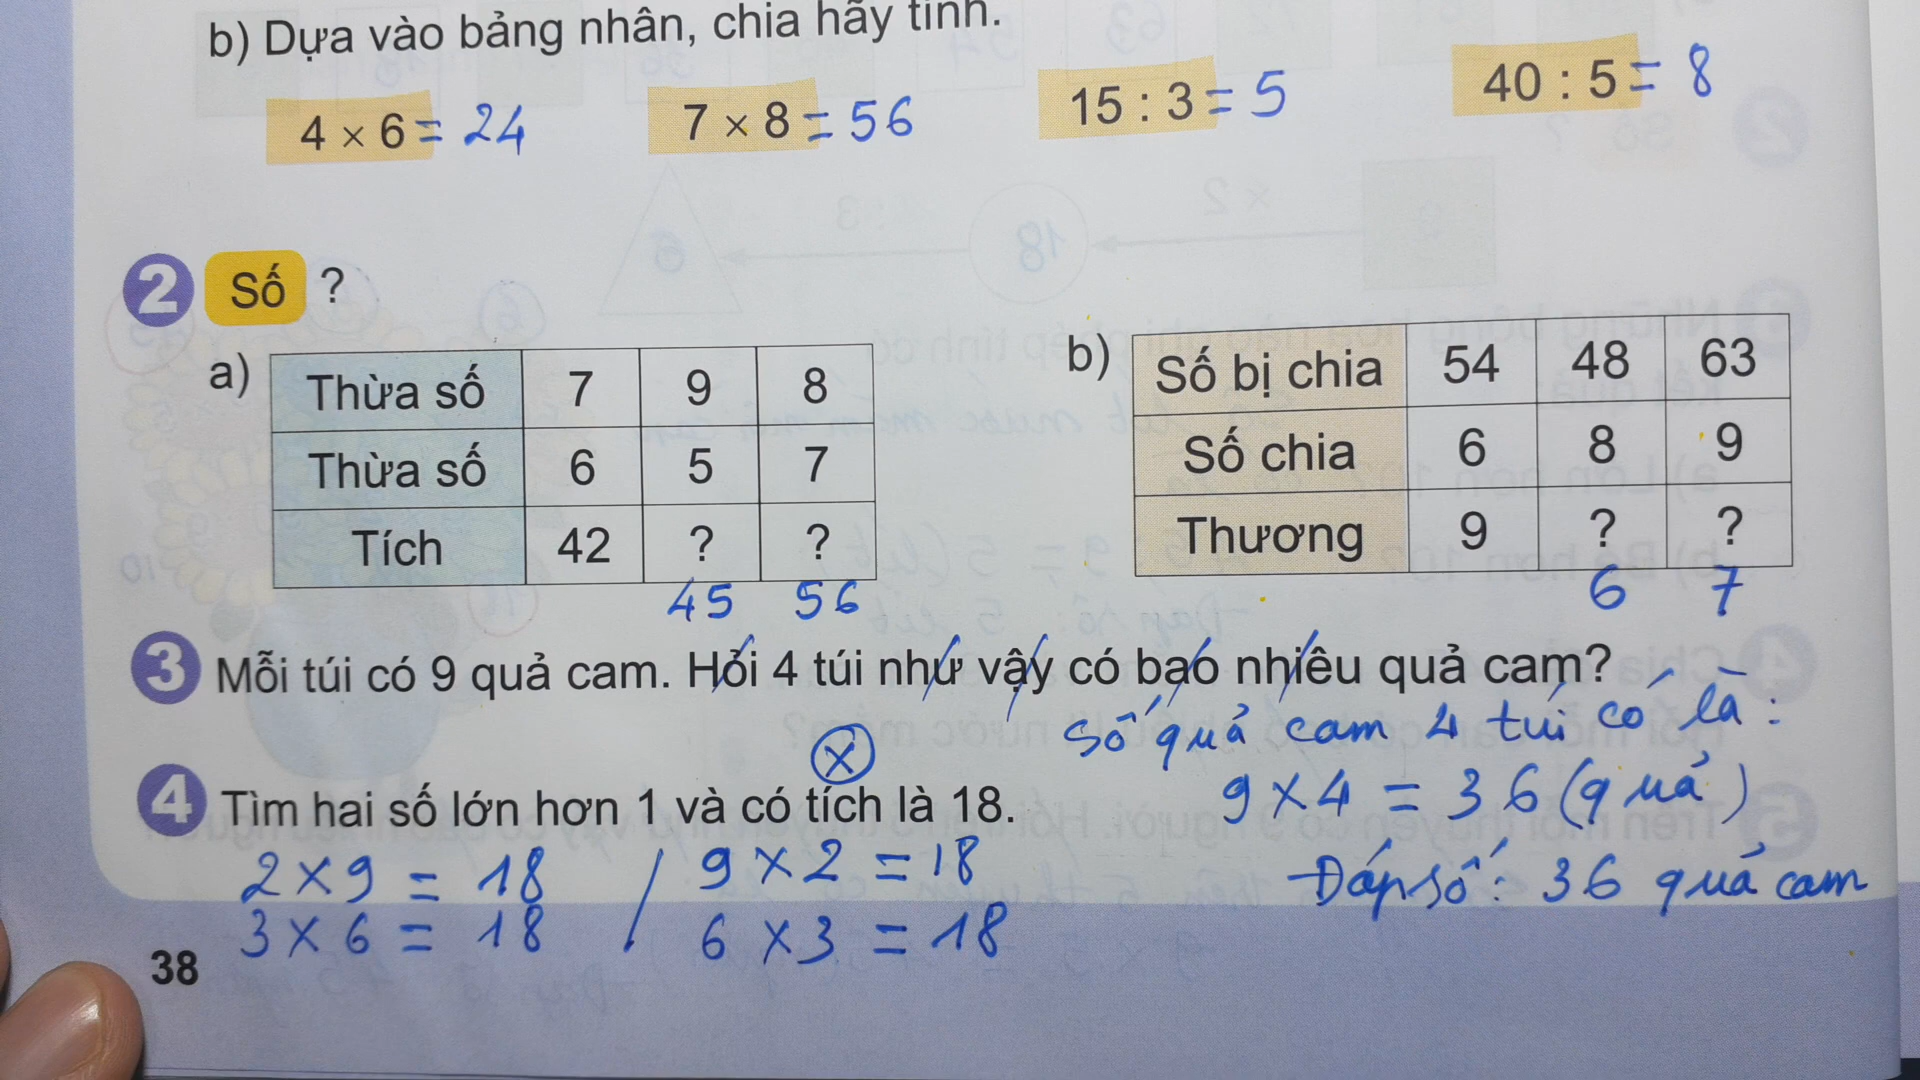 b) Dựa vào bảng nhân, chia hãy tính.
4 × 6 = 24 7 × 8 = 56 15 : 3 = 5 40 : 5 = 8
2 Số ?
a)
Thừa số 7 9 8
Thừa số 6 5 7
Tích 42 ? ?
45 56
b)
Số bị chia 54 48 63
Số chia 6 8 9
Thương 9 ? ?
6 7
3 Mỗi túi có 9 quả cam. Hỏi 4 túi như vậy có bao nhiêu quả cam?
Số quả cam 4 túi có là :
9 × 4 = 36 (quả)
Đáp số : 36 quả cam
x
4 Tìm hai số lớn hơn 1 và có tích là 18.
2 × 9 = 18 / 9 × 2 = 18
3 × 6 = 18 6 × 3 = 18
38